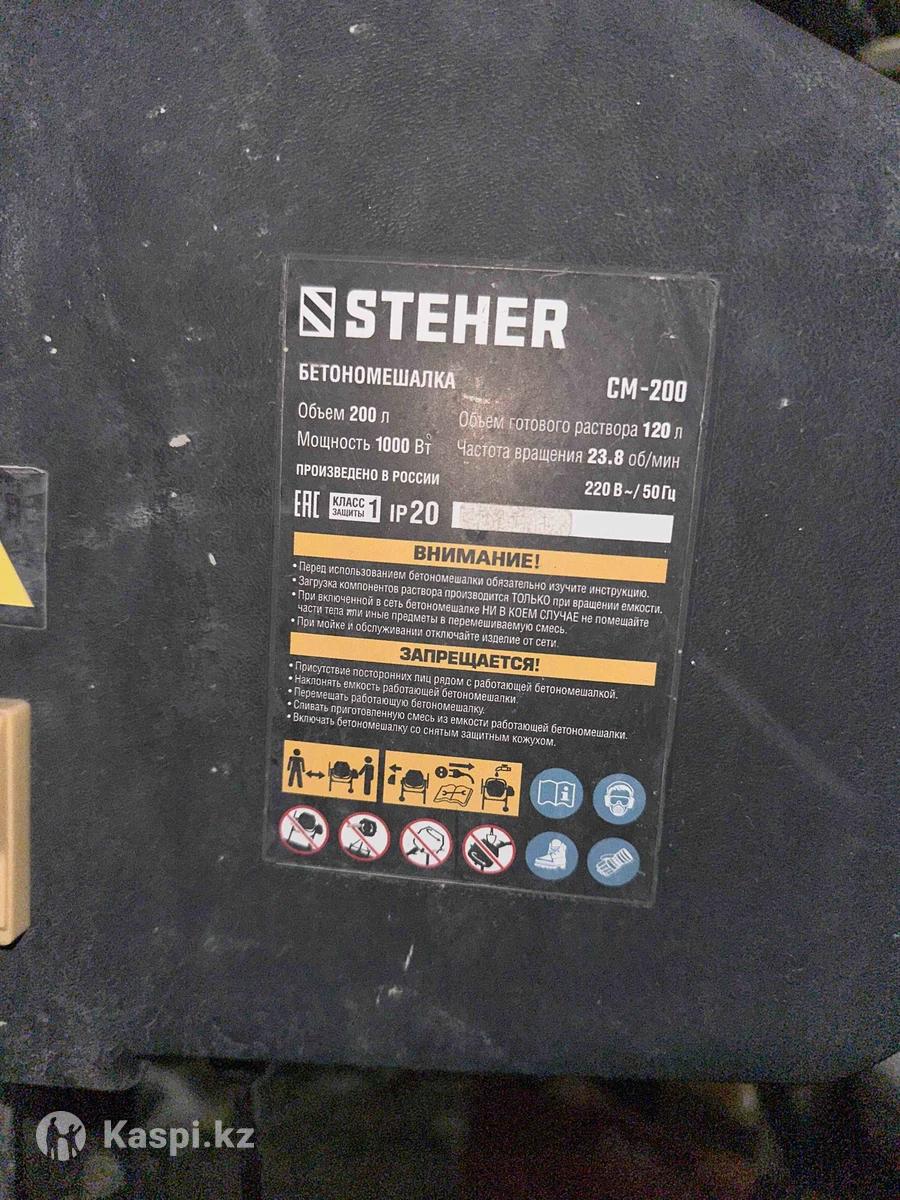 STEHER
БЕТОНОМЕШАЛКА СМ-200
Объем 200 л Объем готового раствора 120 л
Мощность 1000 Вт Частота вращения 23.8 об/мин
ПРОИЗВЕДЕНО В РОССИИ 220 В~/ 50 Гц
EAC КЛАСС ЗАЩИТЫ 1 IP20
ВНИМАНИЕ!
• Перед использованием бетономешалки обязательно изучите инструкцию.
• Загрузка компонентов раствора производится ТОЛЬКО при вращении емкости.
• При включенной в сеть бетономешалке НИ В КОЕМ СЛУЧАЕ не помещайте
части тела или иные предметы в перемешиваемую смесь.
• При мойке и обслуживании отключайте изделие от сети.
ЗАПРЕЩАЕТСЯ!
• Присутствие посторонних лиц рядом с работающей бетономешалкой.
• Наклонять емкость работающей бетономешалки.
• Перемещать работающую бетономешалку.
• Сливать приготовленную смесь из емкости работающей бетономешалки.
• Включать бетономешалку со снятым защитным кожухом.
Kaspi.kz